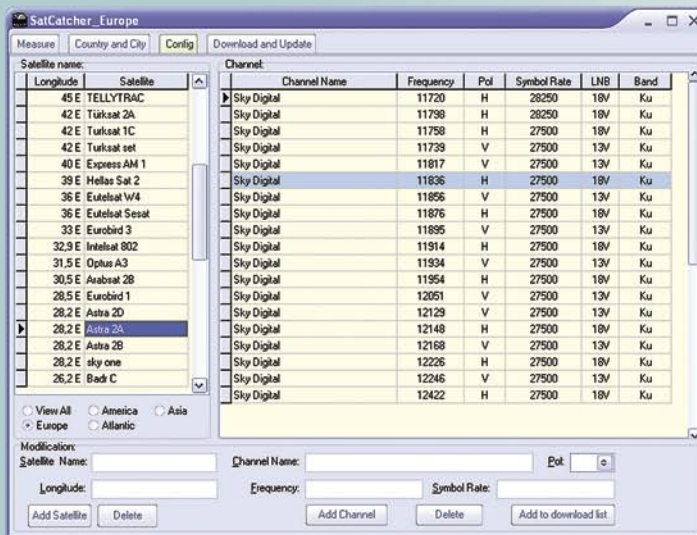 SatCatcher_Europe
Measure Country and City Config Download and Update
Satellite name:
Longitude Satellite
45 E TELLYTRAC
42 E Türksat 2A
42 E Turksat 1C
42 E Turksat set
40 E Express AM 1
39 E Hellas Sat 2
36 E Eutelsat W4
36 E Eutelsat Sesat
33 E Eurobird 3
32,9 E Intelsat 802
31,5 E Optus A3
30,5 E Arabsat 2B
28,5 E Eurobird 1
28,2 E Astra 2D
28,2 E Astra 2A
28,2 E Astra 2B
28,2 E sky one
26,2 E Badr C
View All America Asia
Europe Atlantic
Channel:
Channel Name Frequency Pol Symbol Rate LNB Band
Sky Digital 11720 H 28250 18V Ku
Sky Digital 11798 H 28250 18V Ku
Sky Digital 11758 H 27500 18V Ku
Sky Digital 11739 V 27500 13V Ku
Sky Digital 11817 V 27500 13V Ku
Sky Digital 11836 H 27500 18V Ku
Sky Digital 11856 V 27500 13V Ku
Sky Digital 11876 H 27500 18V Ku
Sky Digital 11895 V 27500 13V Ku
Sky Digital 11914 H 27500 18V Ku
Sky Digital 11934 V 27500 13V Ku
Sky Digital 11954 H 27500 18V Ku
Sky Digital 12051 V 27500 13V Ku
Sky Digital 12129 V 27500 13V Ku
Sky Digital 12148 H 27500 18V Ku
Sky Digital 12168 V 27500 13V Ku
Sky Digital 12226 H 27500 18V Ku
Sky Digital 12246 V 27500 13V Ku
Sky Digital 12422 H 27500 18V Ku
Modification:
Satellite Name: Channel Name: Pol:
Longitude: Frequency: Symbol Rate:
Add Satellite Delete Add Channel Delete Add to download list